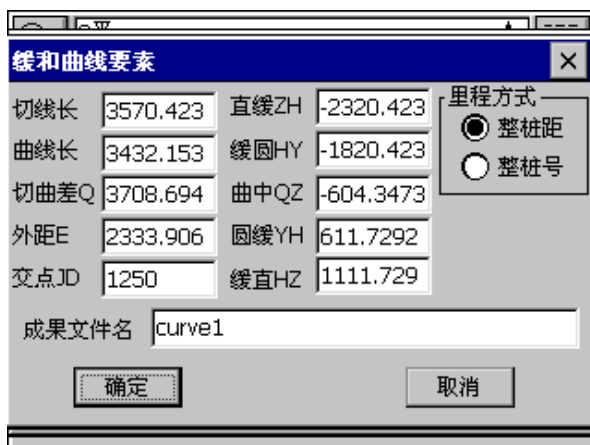 缓和曲线要素
切线长 3570.423 直缓ZH -2320.423 里程方式
曲线长 3432.153 缓圆HY -1820.423 整桩距
切曲差Q 3708.694 曲中QZ -604.3473 整桩号
外距E 2333.906 圆缓YH 611.7292
交点JD 1250 缓直HZ 1111.729
成果文件名 curve1
确定 取消